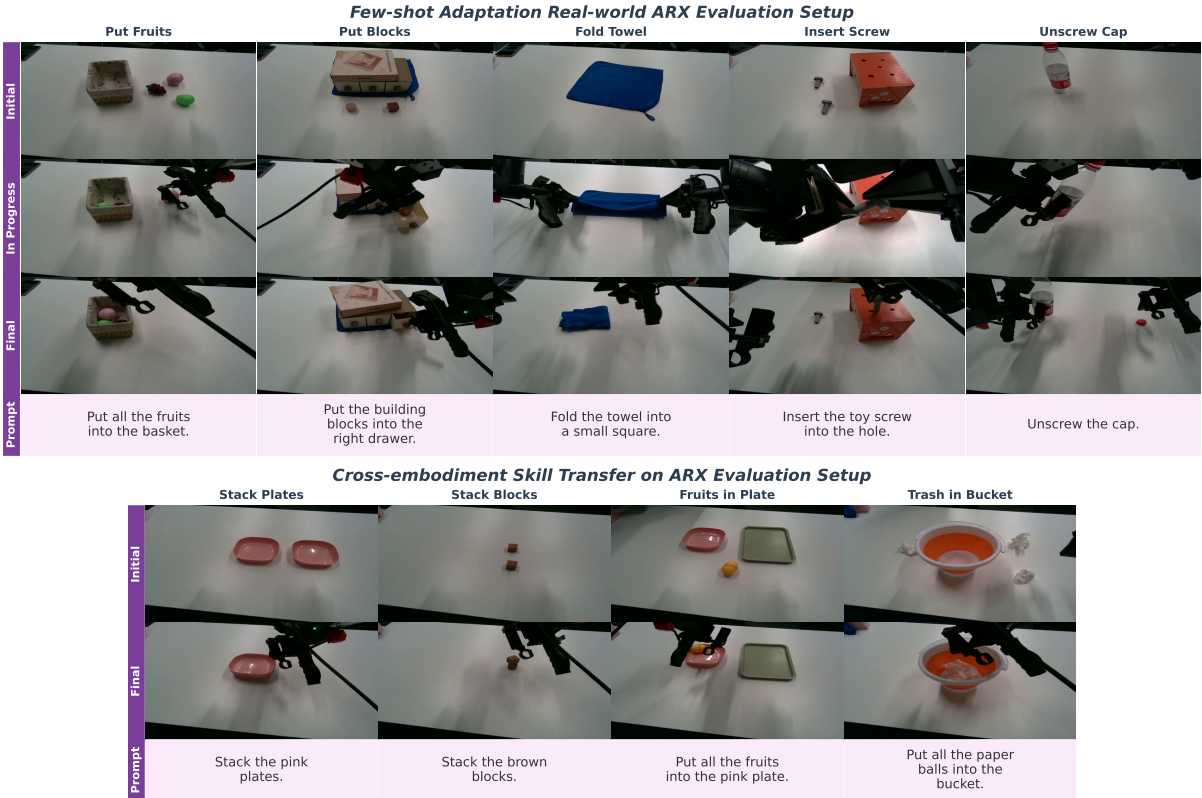 Few-shot Adaptation Real-world ARX Evaluation Setup
Put Fruits
Put Blocks
Fold Towel
Insert Screw
Unscrew Cap
Initial
In Progress
Final
Prompt
Put all the fruits
into the basket.
Put the building
blocks into the
right drawer.
Fold the towel into
a small square.
Insert the toy screw
into the hole.
Unscrew the cap.
Cross-embodiment Skill Transfer on ARX Evaluation Setup
Stack Plates
Stack Blocks
Fruits in Plate
Trash in Bucket
Initial
Final
Prompt
Stack the pink
plates.
Stack the brown
blocks.
Put all the fruits
into the pink plate.
Put all the paper
balls into the
bucket.